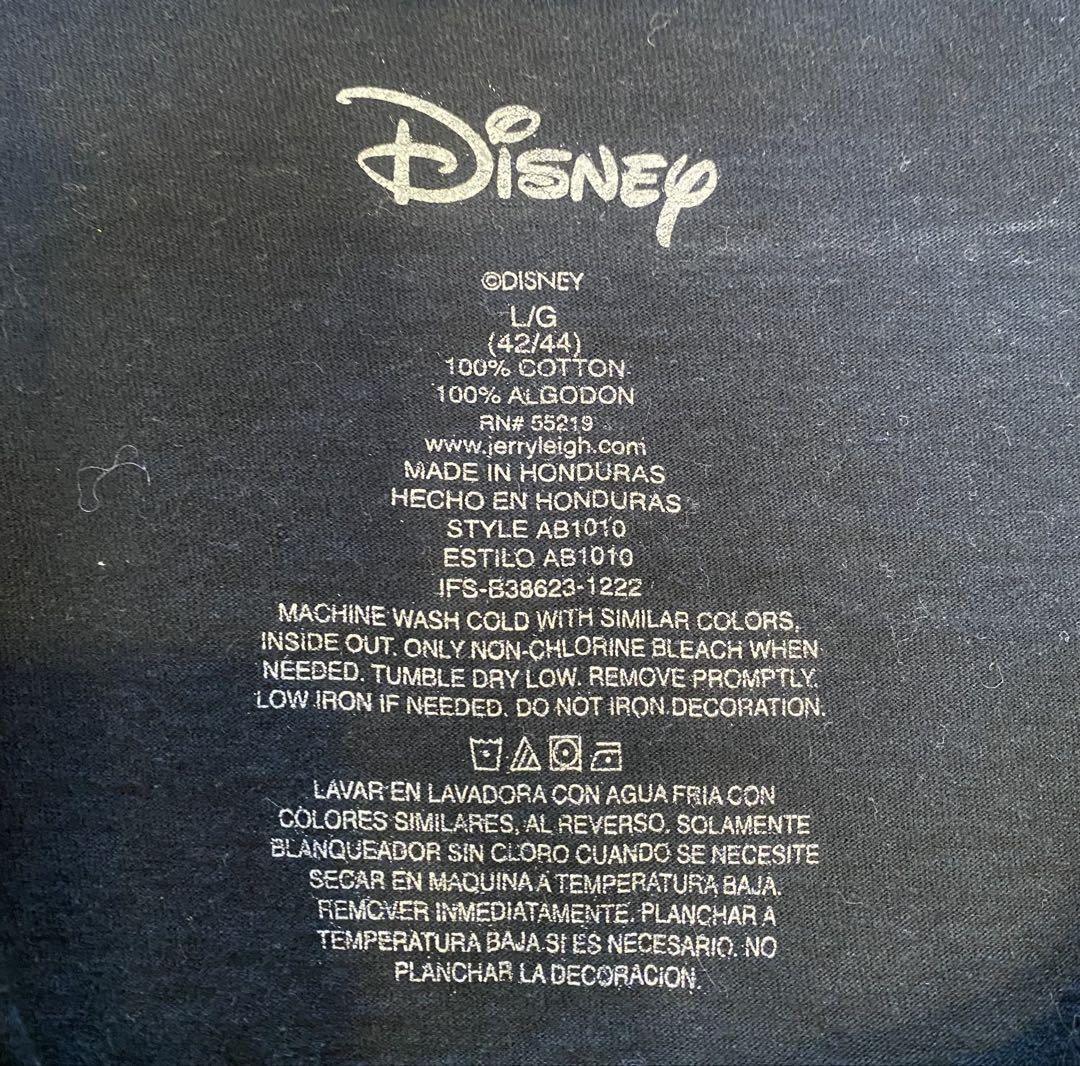 Disney
©DISNEY
L/G
(42/44)
100% COTTON
100% ALGODON
RN# 55219
www.jerryleigh.com
MADE IN HONDURAS
HECHO EN HONDURAS
STYLE AB1010
ESTILO AB1010
IFS-B38623-1222
MACHINE WASH COLD WITH SIMILAR COLORS,
INSIDE OUT. ONLY NON-CHLORINE BLEACH WHEN
NEEDED. TUMBLE DRY LOW. REMOVE PROMPTLY.
LOW IRON IF NEEDED. DO NOT IRON DECORATION.
LAVAR EN LAVADORA CON AGUA FRIA CON
COLORES SIMILARES, AL REVERSO. SOLAMENTE
BLANQUEADOR SIN CLORO CUANDO SE NECESITE
SECAR EN MAQUINA A TEMPERATURA BAJA.
REMOVER INMEDIATAMENTE. PLANCHAR A
TEMPERATURA BAJA SI ES NECESARIO. NO
PLANCHAR LA DECORACION.